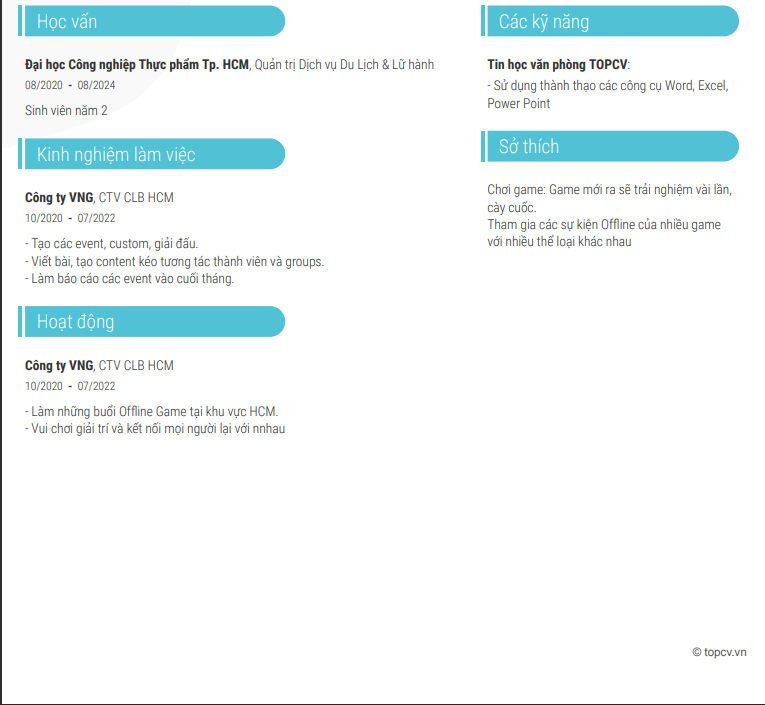 Học vấn
Đại học Công nghiệp Thực phẩm Tp. HCM, Quản trị Dịch vụ Du Lịch & Lữ hành
08/2020 - 08/2024
Sinh viên năm 2
Kinh nghiệm làm việc
Công ty VNG, CTV CLB HCM
10/2020 - 07/2022
- Tạo các event, custom, giải đấu.
- Viết bài, tạo content kéo tương tác thành viên và groups.
- Làm báo cáo các event vào cuối tháng.
Hoạt động
Công ty VNG, CTV CLB HCM
10/2020 - 07/2022
- Làm những buổi Offline Game tại khu vực HCM.
- Vui chơi giải trí và kết nối mọi người lại với nnhau
Các kỹ năng
Tin học văn phòng TOPCV:
- Sử dụng thành thạo các công cụ Word, Excel,
Power Point
Sở thích
Chơi game: Game mới ra sẽ trải nghiệm vài lần,
cày cuốc.
Tham gia các sự kiện Offline của nhiều game
với nhiều thể loại khác nhau
© topcv.vn